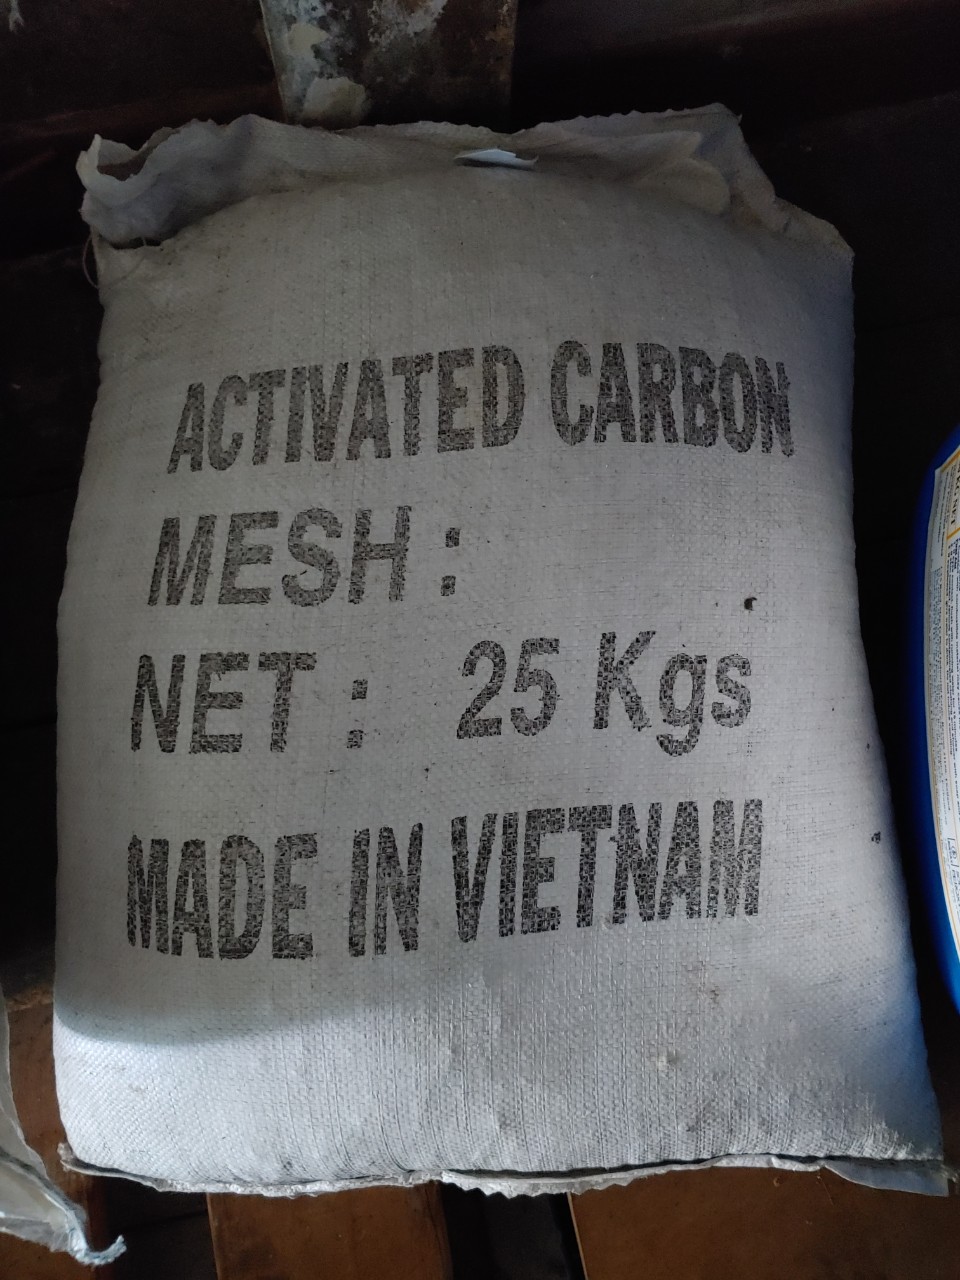 ACTIVATED CARBON
MESH :
NET : 25 Kgs
MADE IN VIETNAM